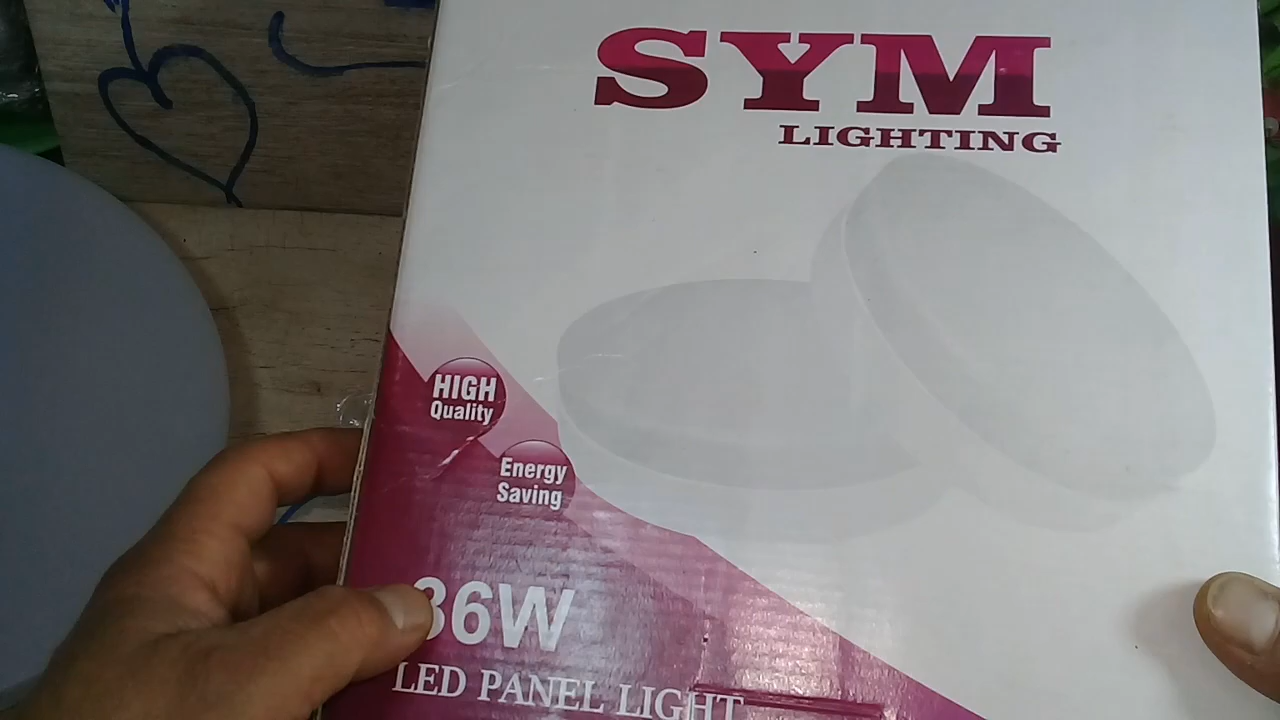 SYM
LIGHTING
HIGH
Quality
Energy
Saving
36W
LED PANEL LIGHT